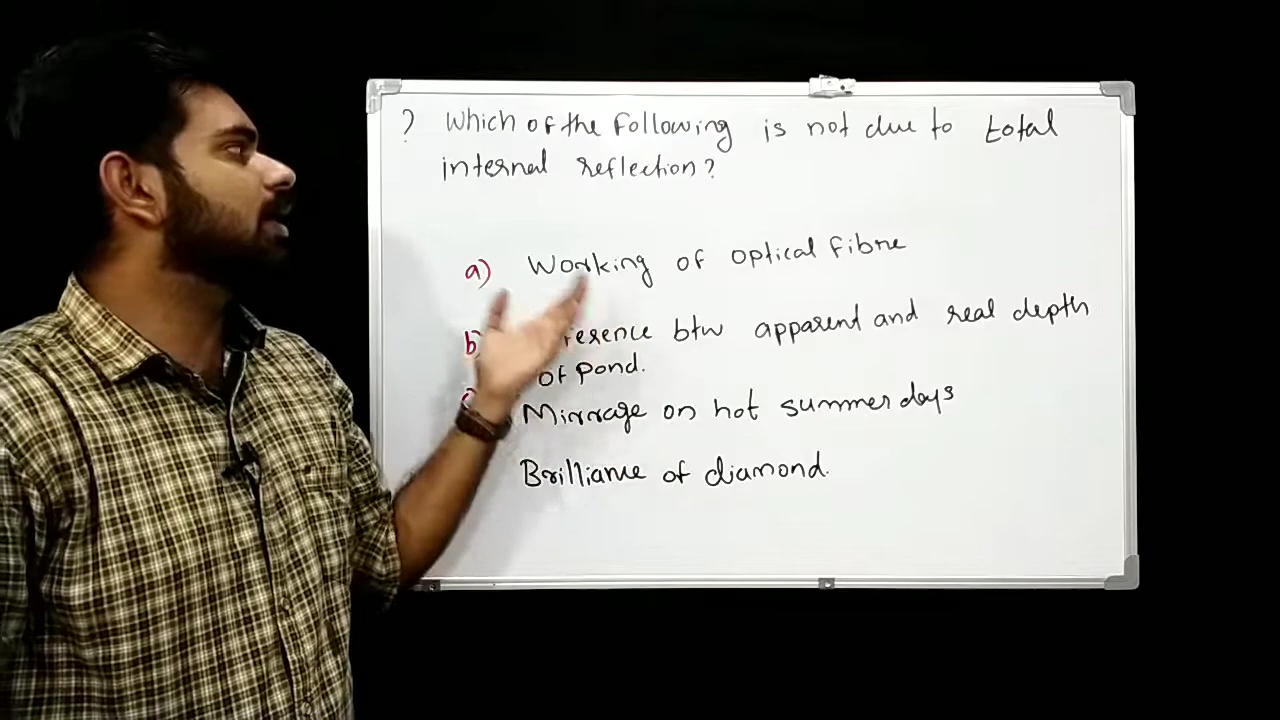 ? Which of the following is not due to total
internal reflection?
a) Working of optical fibre
b) btw apparent and real depth
of pond.
Mirrage on hot summer days
Brilliance of diamond.